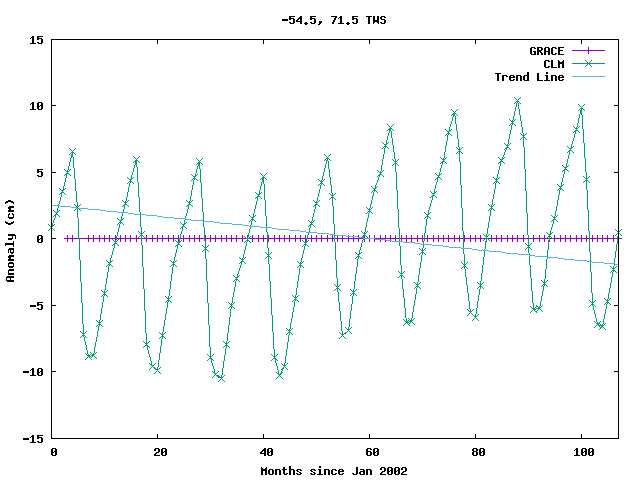 -54.5, 71.5 TWS
GRACE
CLM
Trend Line
15
10
5
0
-5
-10
-15
Anomaly (cm)
0 20 40 60 80 100
Months since Jan 2002